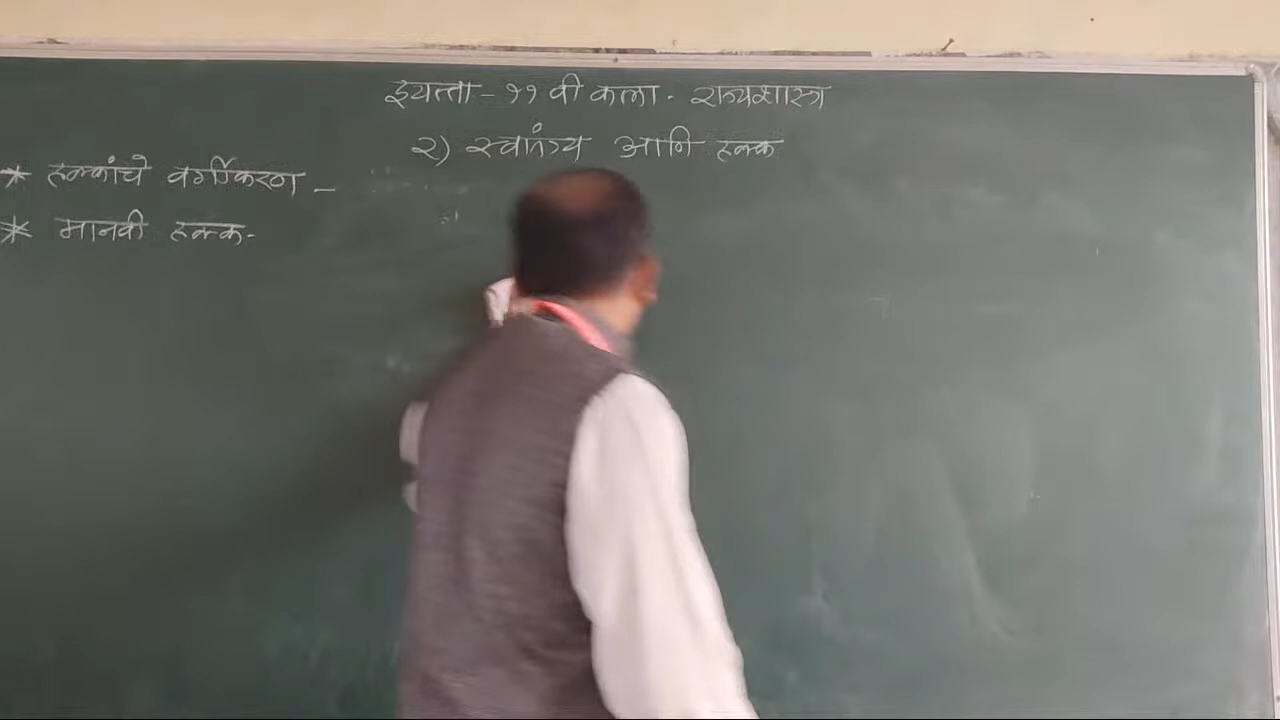 इयत्ता - ११ वी कला. राज्यशास्त्र
२) स्वातंत्र्य आणि हक्क
* हक्कांचे वर्गीकरण -
* मानवी हक्क.